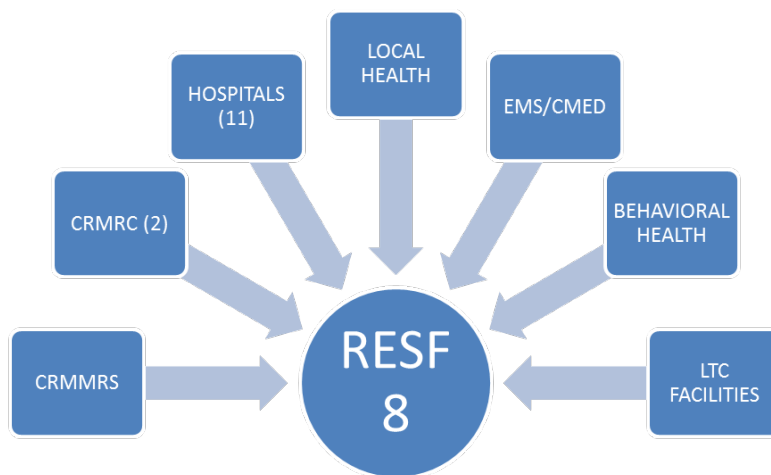 LOCAL
HEALTH
HOSPITALS
(11)
EMS/CMED
CRMRC (2)
BEHAVIORAL
HEALTH
CRMMRS
RESF
8
LTC
FACILITIES